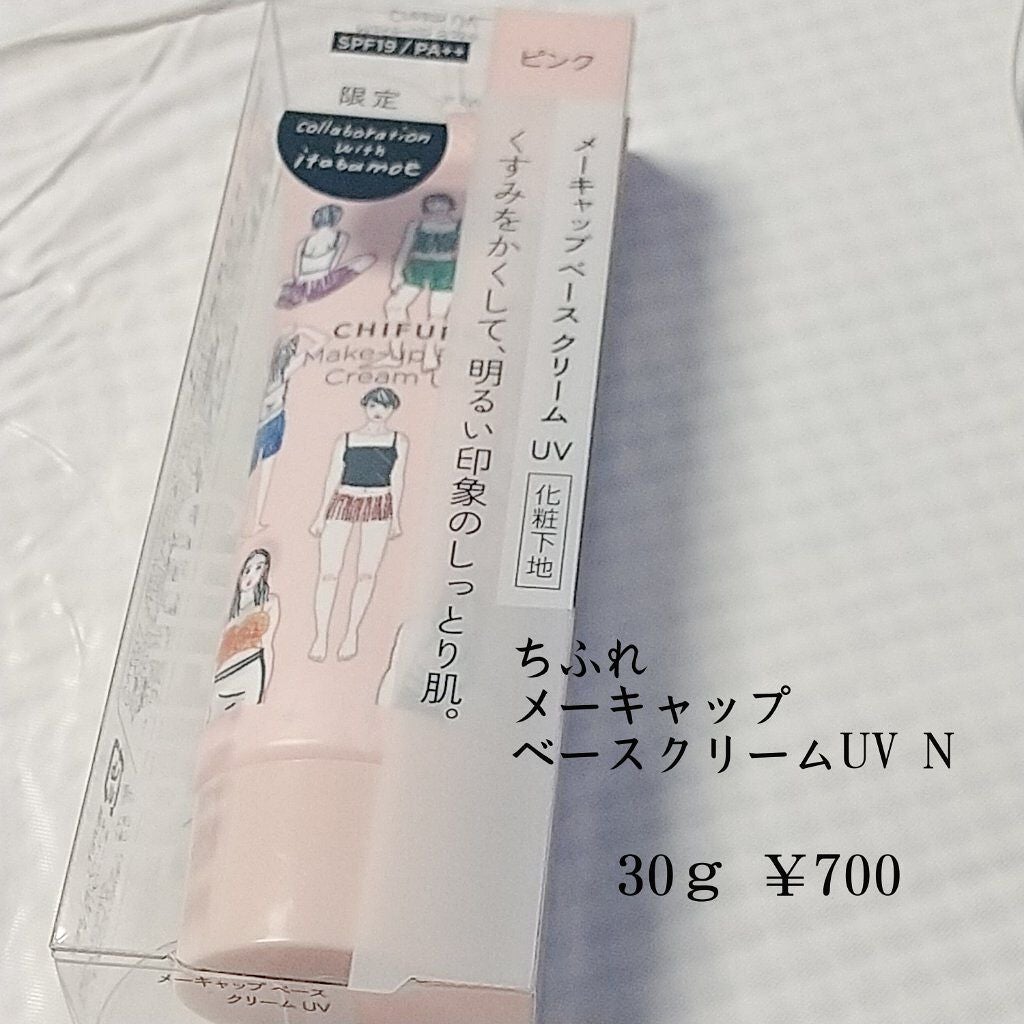 SPF19/PA++
限定
collaboration
with
itabamoe
CHIFUR
Make-Up
Cream
ピンク
メーキャップ ベース クリーム UV
化粧下地
くすみをかくして、明るい印象のしっとり肌。
ちふれ
メーキャップ
ベースクリームUV N
30g ¥700
メーキャップ ベース
クリーム UV